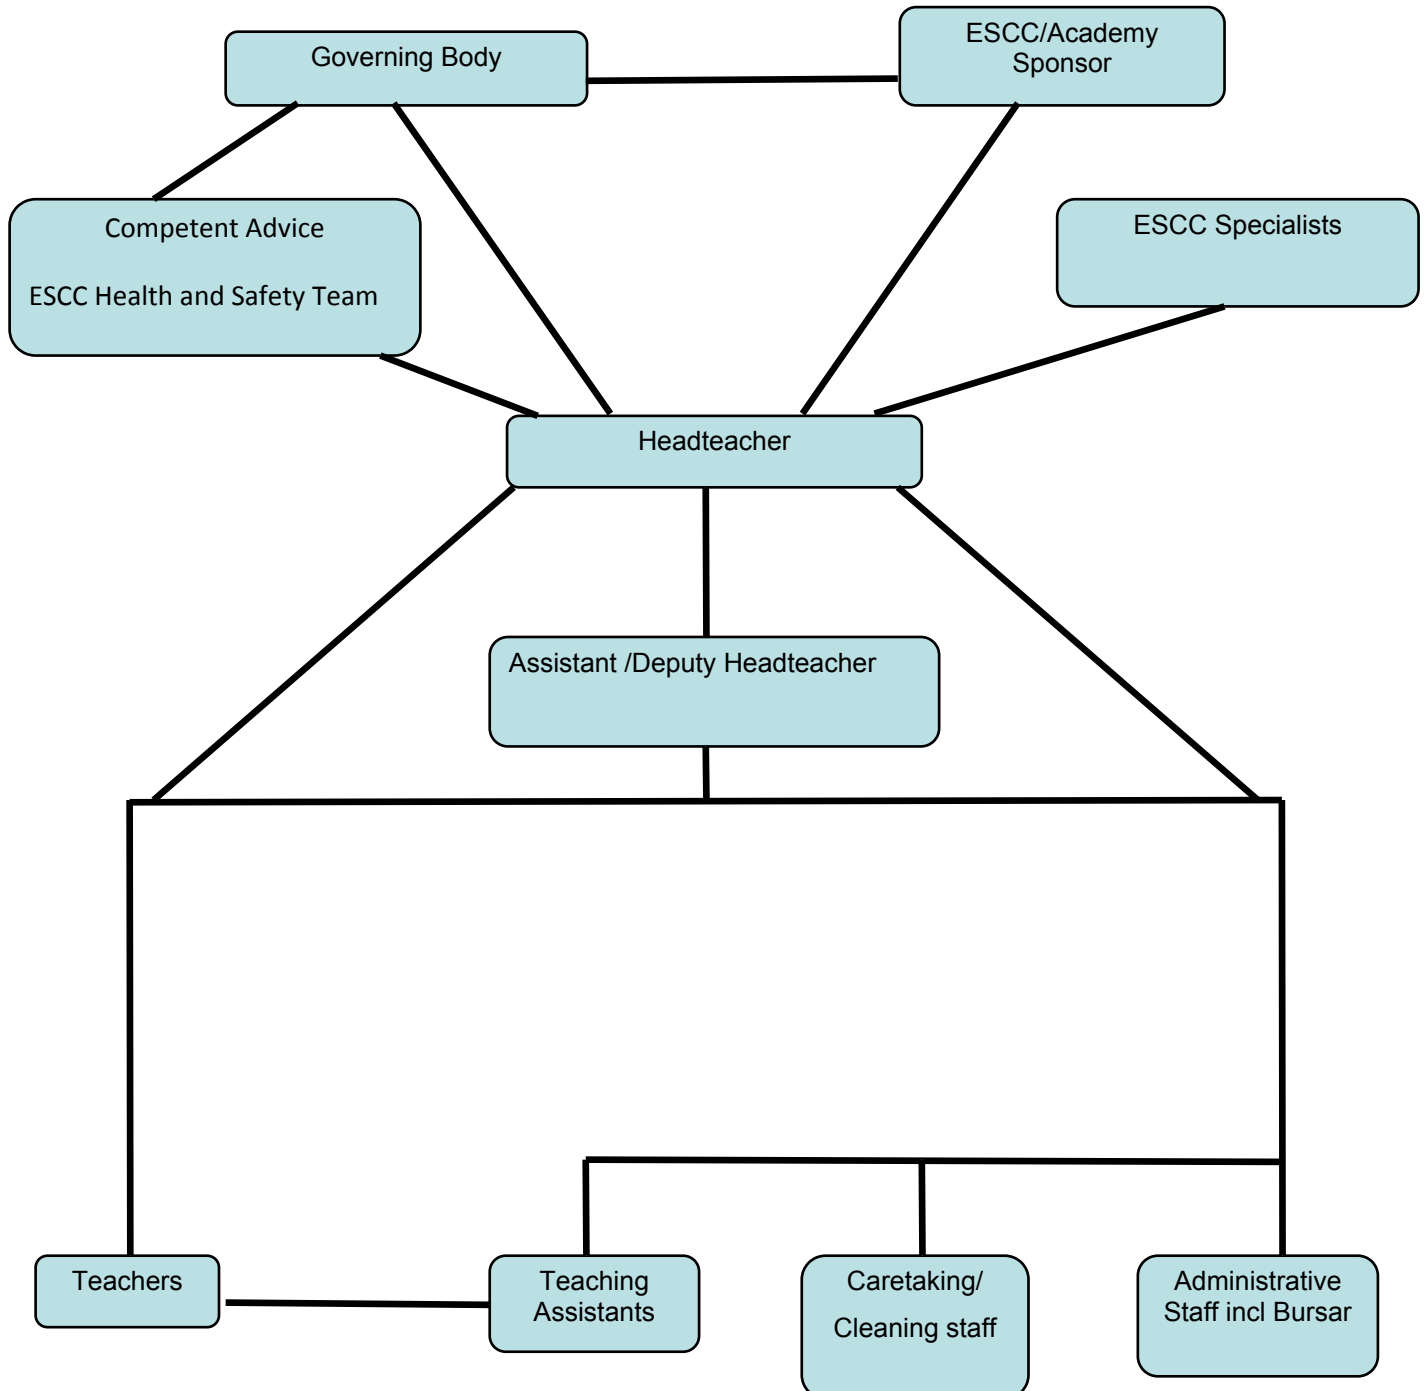 Governing Body
ESCC/Academy
Sponsor
Competent Advice
ESCC Health and Safety Team
ESCC Specialists
Headteacher
Assistant /Deputy Headteacher
Teachers
Teaching
Assistants
Caretaking/
Cleaning staff
Administrative
Staff incl Bursar